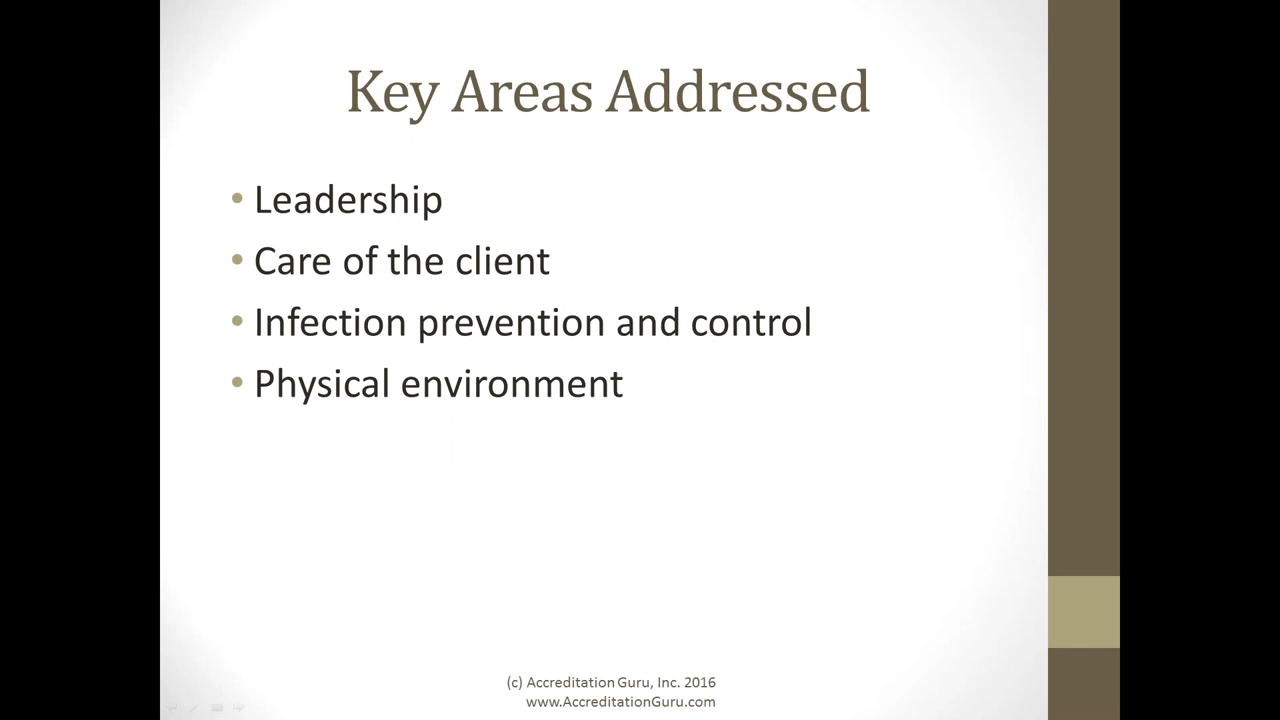 Key Areas Addressed
• Leadership
• Care of the client
• Infection prevention and control
• Physical environment
(c) Accreditation Guru, Inc. 2016
www.AccreditationGuru.com